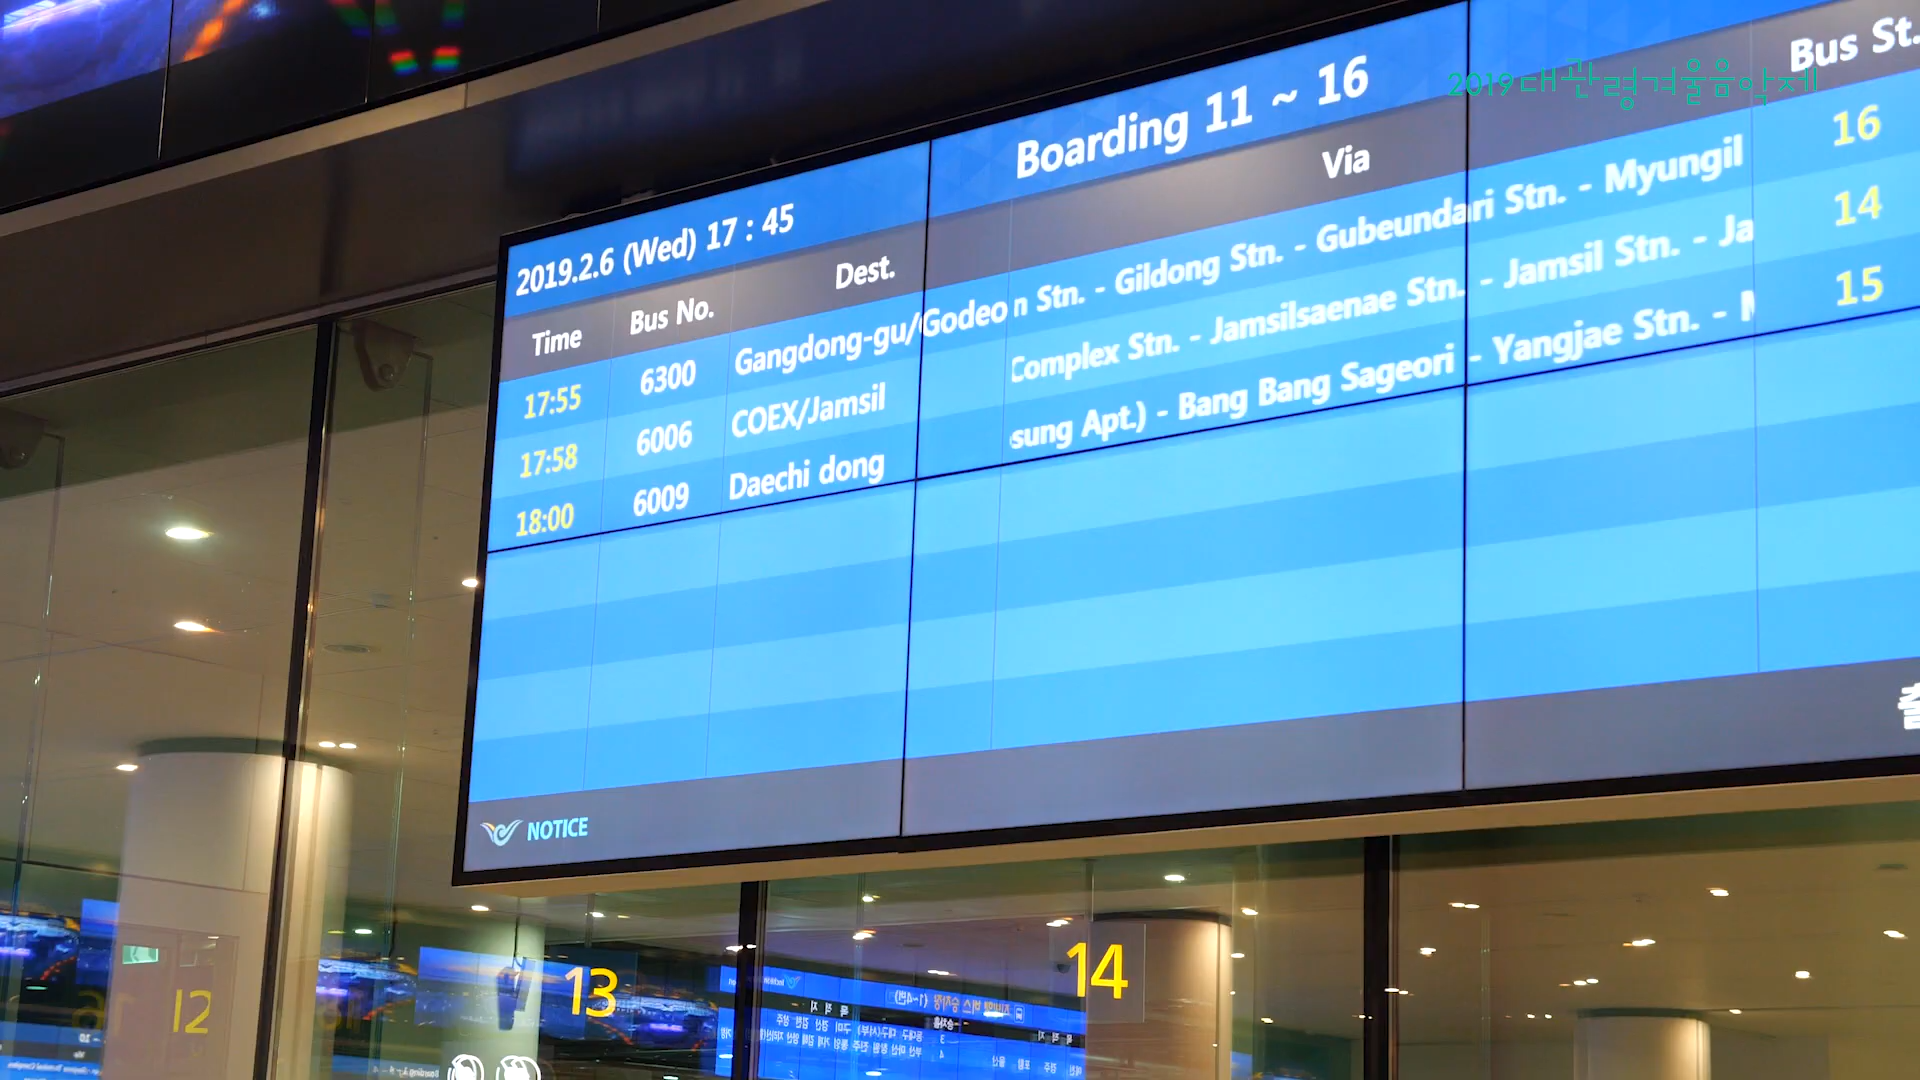 2019대관령겨울음악제
Boarding 11 ~ 16
2019.2.6 (Wed) 17 : 45
Time Bus No. Dest. Via Bus St.
17:55 6300 Gangdong-gu/Godeo n Stn. - Gildong Stn. - Gubeundari Stn. - Myungil 16
17:58 6006 COEX/Jamsil Complex Stn. - Jamsilsaenae Stn. - Jamsil Stn. - Ja 14
18:00 6009 Daechi dong sung Apt.) - Bang Bang Sageori - Yangjae Stn. - 15
NOTICE
12
13
14